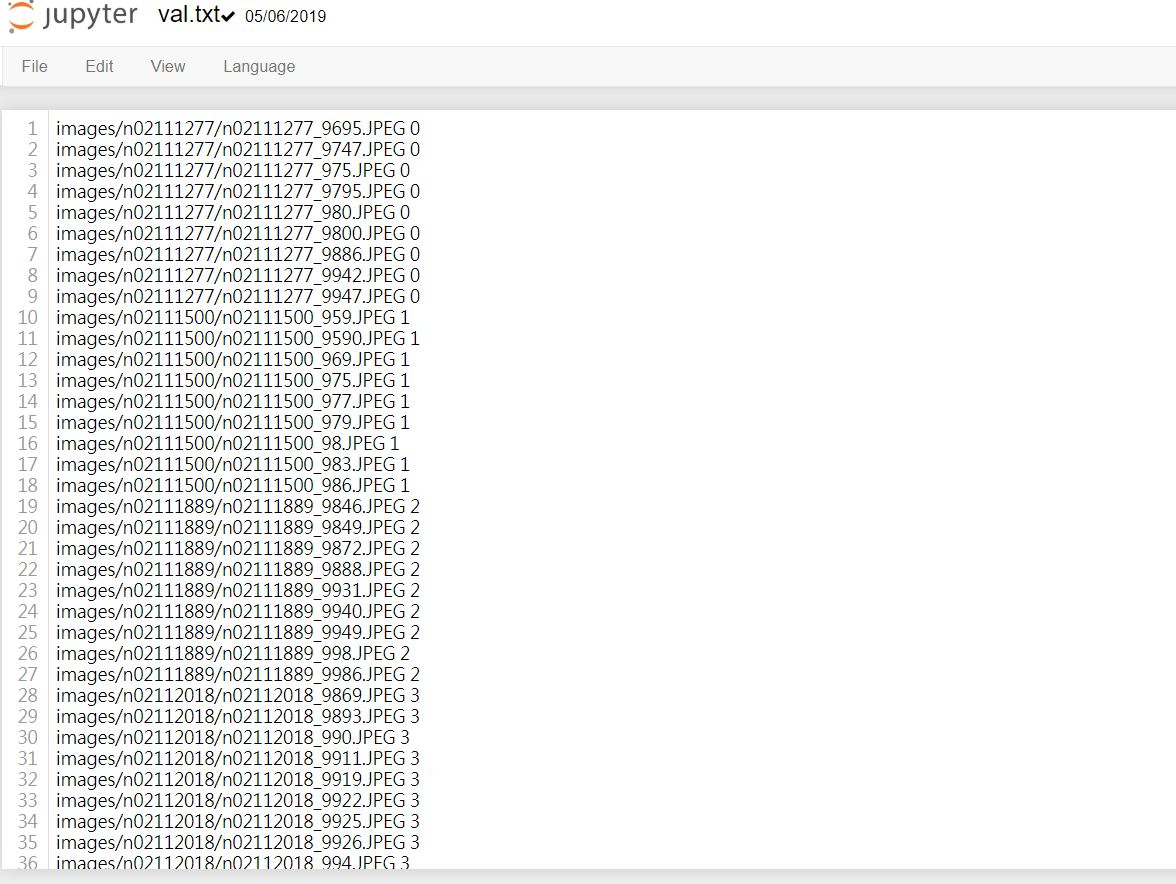 jupyter val.txt✔ 05/06/2019
File Edit View Language
1 images/n02111277/n02111277_9695.JPEG 0
2 images/n02111277/n02111277_9747.JPEG 0
3 images/n02111277/n02111277_975.JPEG 0
4 images/n02111277/n02111277_9795.JPEG 0
5 images/n02111277/n02111277_980.JPEG 0
6 images/n02111277/n02111277_9800.JPEG 0
7 images/n02111277/n02111277_9886.JPEG 0
8 images/n02111277/n02111277_9942.JPEG 0
9 images/n02111277/n02111277_9947.JPEG 0
10 images/n02111500/n02111500_959.JPEG 1
11 images/n02111500/n02111500_9590.JPEG 1
12 images/n02111500/n02111500_969.JPEG 1
13 images/n02111500/n02111500_975.JPEG 1
14 images/n02111500/n02111500_977.JPEG 1
15 images/n02111500/n02111500_979.JPEG 1
16 images/n02111500/n02111500_98.JPEG 1
17 images/n02111500/n02111500_983.JPEG 1
18 images/n02111500/n02111500_986.JPEG 1
19 images/n02111889/n02111889_9846.JPEG 2
20 images/n02111889/n02111889_9849.JPEG 2
21 images/n02111889/n02111889_9872.JPEG 2
22 images/n02111889/n02111889_9888.JPEG 2
23 images/n02111889/n02111889_9931.JPEG 2
24 images/n02111889/n02111889_9940.JPEG 2
25 images/n02111889/n02111889_9949.JPEG 2
26 images/n02111889/n02111889_998.JPEG 2
27 images/n02111889/n02111889_9986.JPEG 2
28 images/n02112018/n02112018_9869.JPEG 3
29 images/n02112018/n02112018_9893.JPEG 3
30 images/n02112018/n02112018_990.JPEG 3
31 images/n02112018/n02112018_9911.JPEG 3
32 images/n02112018/n02112018_9919.JPEG 3
33 images/n02112018/n02112018_9922.JPEG 3
34 images/n02112018/n02112018_9925.JPEG 3
35 images/n02112018/n02112018_9926.JPEG 3
36 images/n02112018/n02112018_994.JPEG 3